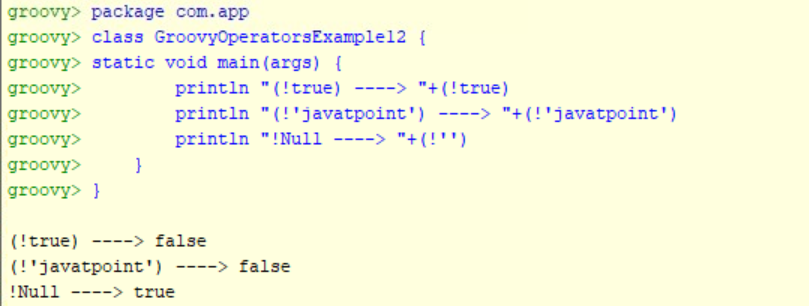 groovy> package com.app
groovy> class GroovyOperatorsExample12 {
groovy> static void main(args) {
groovy>         println "(!true) ----> "+(!true)
groovy>         println "(!'javatpoint') ----> "+(!'javatpoint')
groovy>         println "!Null ----> "+(!'')
groovy>     }
groovy> }

(!true) ----> false
(!'javatpoint') ----> false
!Null ----> true